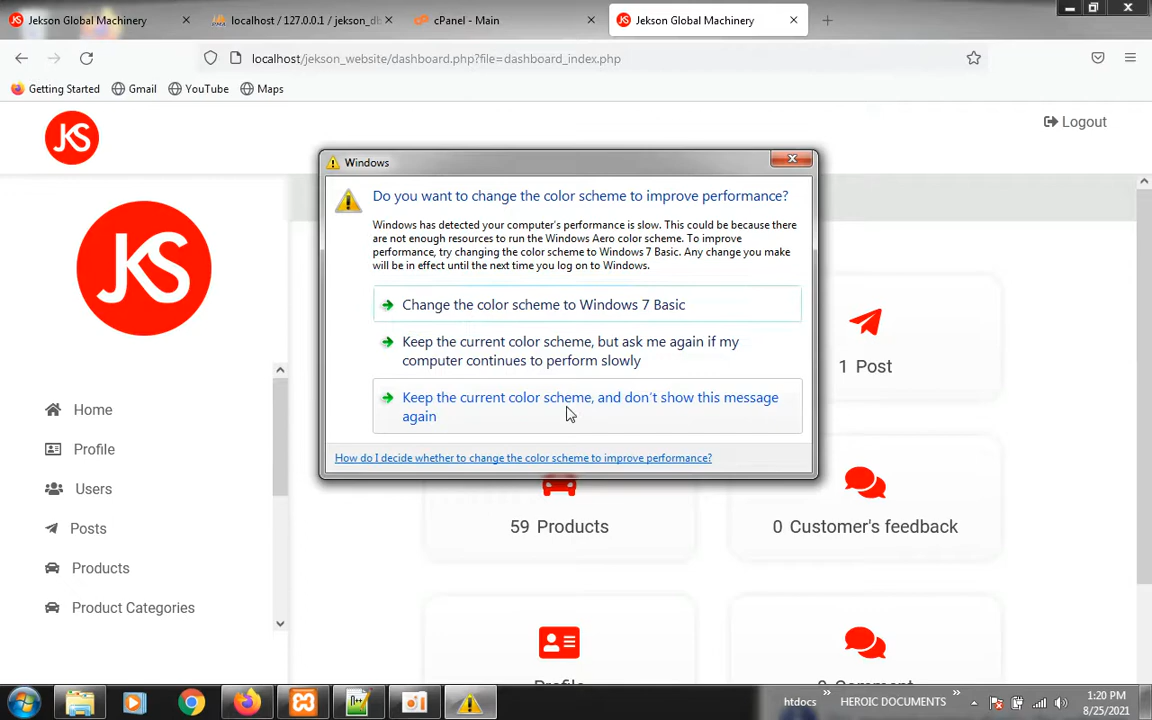 Jekson Global Machinery
localhost / 127.0.0.1 / jekson_db
cPanel - Main
Jekson Global Machinery
localhost/jekson_website/dashboard.php?file=dashboard_index.php
Getting Started
Gmail
YouTube
Maps
JKS
Logout
JKS
Home
Profile
Users
Posts
Products
Product Categories
Windows
Do you want to change the color scheme to improve performance?
Windows has detected your computer's performance is slow. This could be because
there are not enough resources to run the Windows Aero color scheme. To improve
performance, try changing the color scheme to Windows 7 Basic. Any change you make
will be in effect until the next time you log on to Windows.
Change the color scheme to Windows 7 Basic
Keep the current color scheme, but ask me again if my
computer continues to perform slowly
Keep the current color scheme, and don't show this message
again
How do I decide whether to change the color scheme to improve performance?
1 Post
59 Products
0 Customer's feedback
Profile
htdocs
HEROIC DOCUMENTS
1:20 PM
8/25/2021